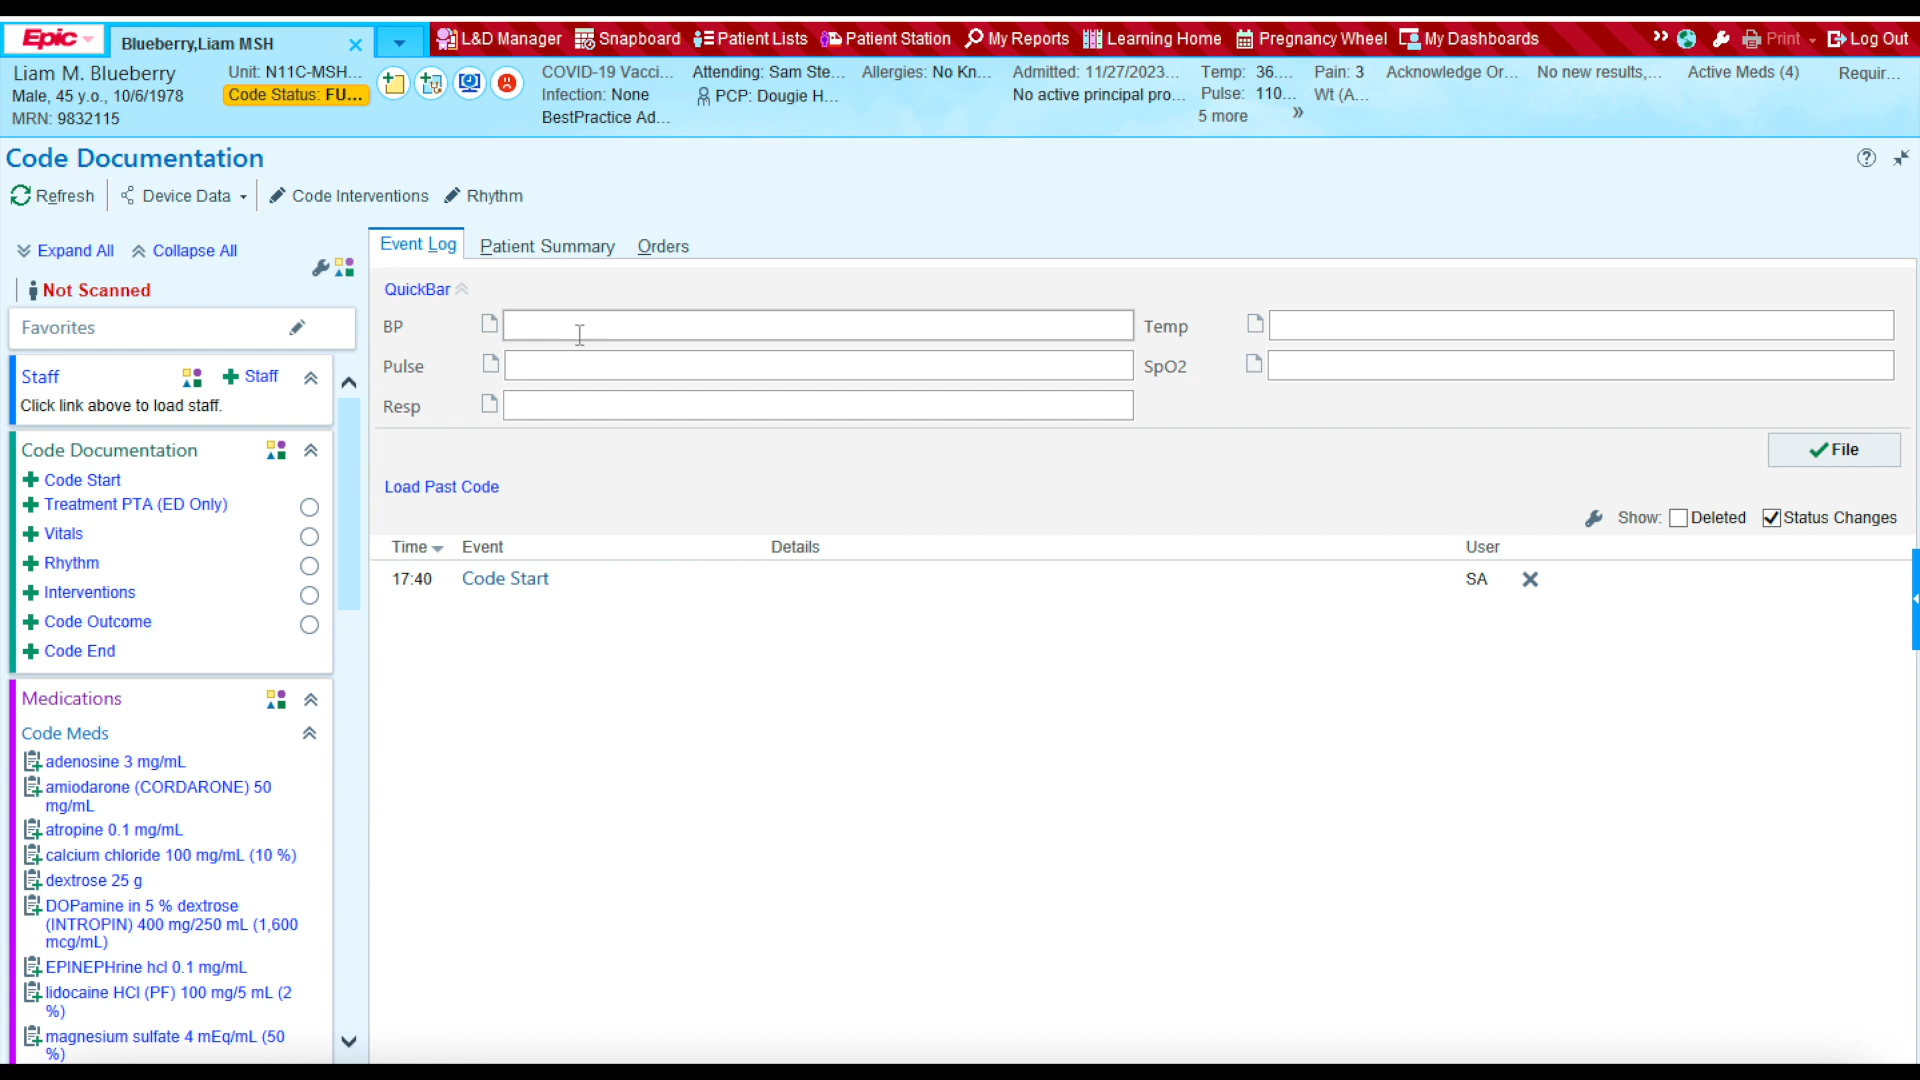 Epic
Blueberry,Liam MSH
L&D Manager
Snapboard
Patient Lists
Patient Station
My Reports
Learning Home
Pregnancy Wheel
My Dashboards
Print
Log Out
Liam M. Blueberry
Male, 45 y.o., 10/6/1978
MRN: 9832115
Unit: N11C-MSH...
Code Status: FU...
COVID-19 Vacci...
Infection: None
BestPractice Ad...
Attending: Sam Ste...
PCP: Dougie H...
Allergies: No Kn...
Admitted: 11/27/2023...
No active principal pro...
Temp: 36....
Pulse: 110...
5 more
Pain: 3
Wt (A...
Acknowledge Or...
No new results,...
Active Meds (4)
Requir...
Code Documentation
Refresh
Device Data
Code Interventions
Rhythm
Expand All
Collapse All
Not Scanned
Favorites
Staff
Staff
Click link above to load staff.
Code Documentation
Code Start
Treatment PTA (ED Only)
Vitals
Rhythm
Interventions
Code Outcome
Code End
Medications
Code Meds
adenosine 3 mg/mL
amiodarone (CORDARONE) 50
mg/mL
atropine 0.1 mg/mL
calcium chloride 100 mg/mL (10 %)
dextrose 25 g
DOPamine in 5 % dextrose
(INTROPIN) 400 mg/250 mL (1,600
mcg/mL)
EPINEPHrine hcl 0.1 mg/mL
lidocaine HCl (PF) 100 mg/5 mL (2
%)
magnesium sulfate 4 mEq/mL (50
%)
Event Log
Patient Summary
Orders
QuickBar
BP
Temp
Pulse
SpO2
Resp
File
Load Past Code
Show:
Deleted
Status Changes
Time
Event
Details
User
17:40
Code Start
SA